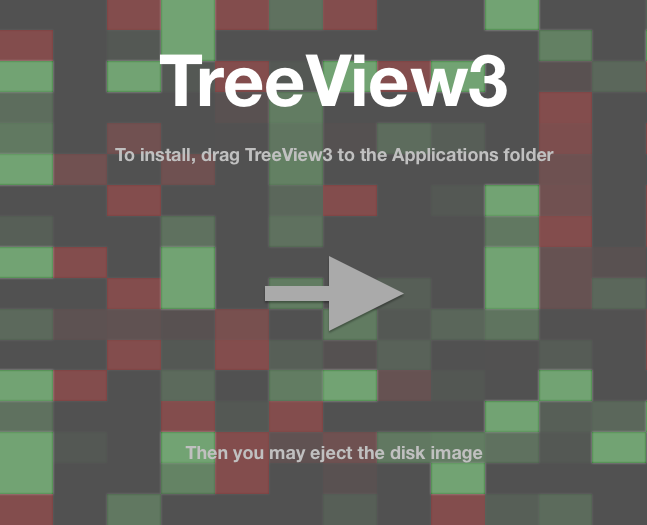 TreeView3
To install, drag TreeView3 to the Applications folder
Then you may eject the disk image